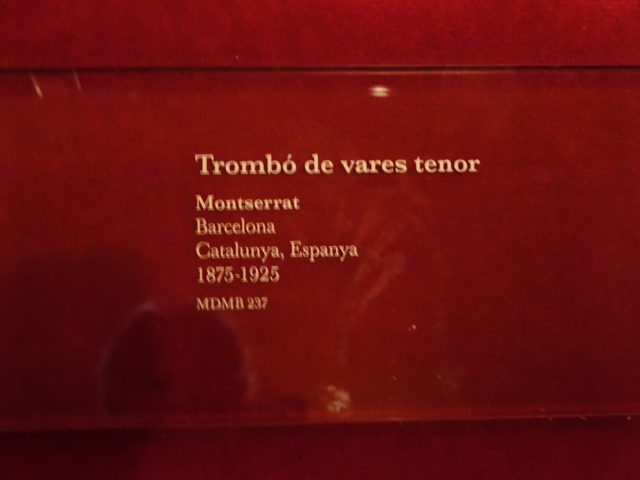 Trombó de vares tenor
Montserrat
Barcelona
Catalunya, Espanya
1875-1925
MDMB 237